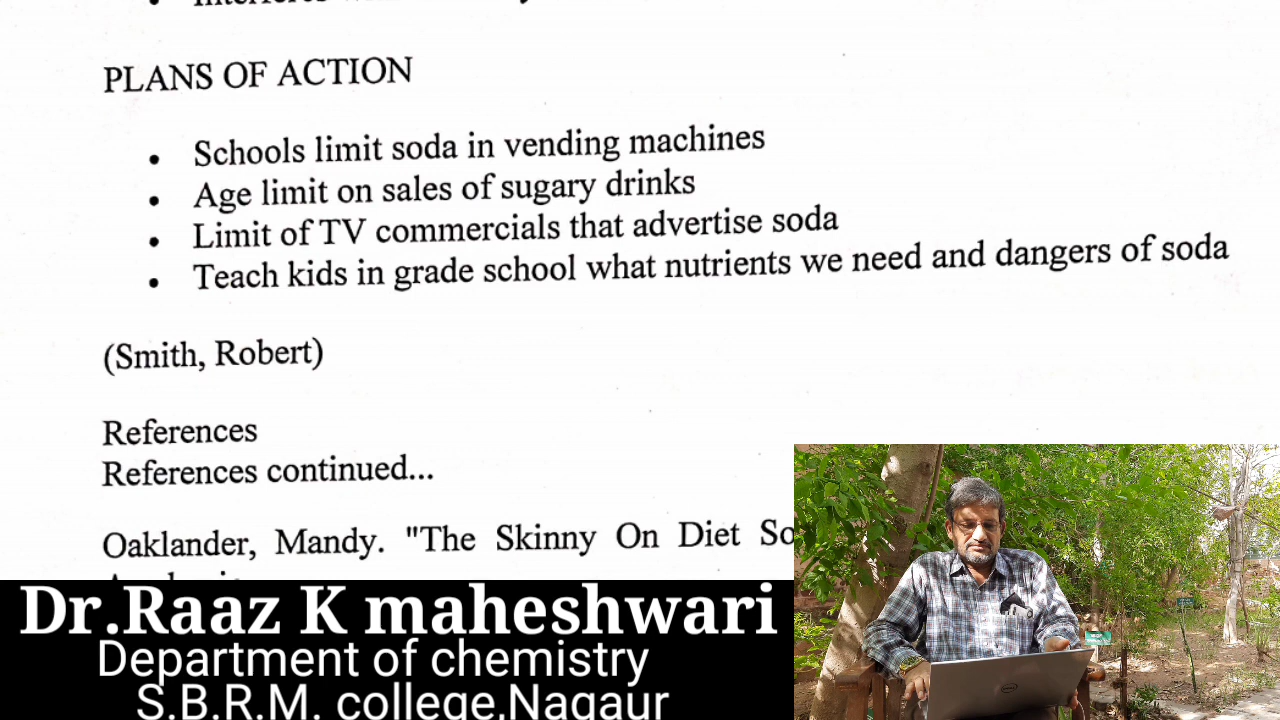 PLANS OF ACTION
• Schools limit soda in vending machines
• Age limit on sales of sugary drinks
• Limit of TV commercials that advertise soda
• Teach kids in grade school what nutrients we need and dangers of soda
(Smith, Robert)
References
References continued...
Oaklander, Mandy. "The Skinny On Diet
Dr.Raaz K maheshwari
Department of chemistry
S.B.R.M. college,Nagaur